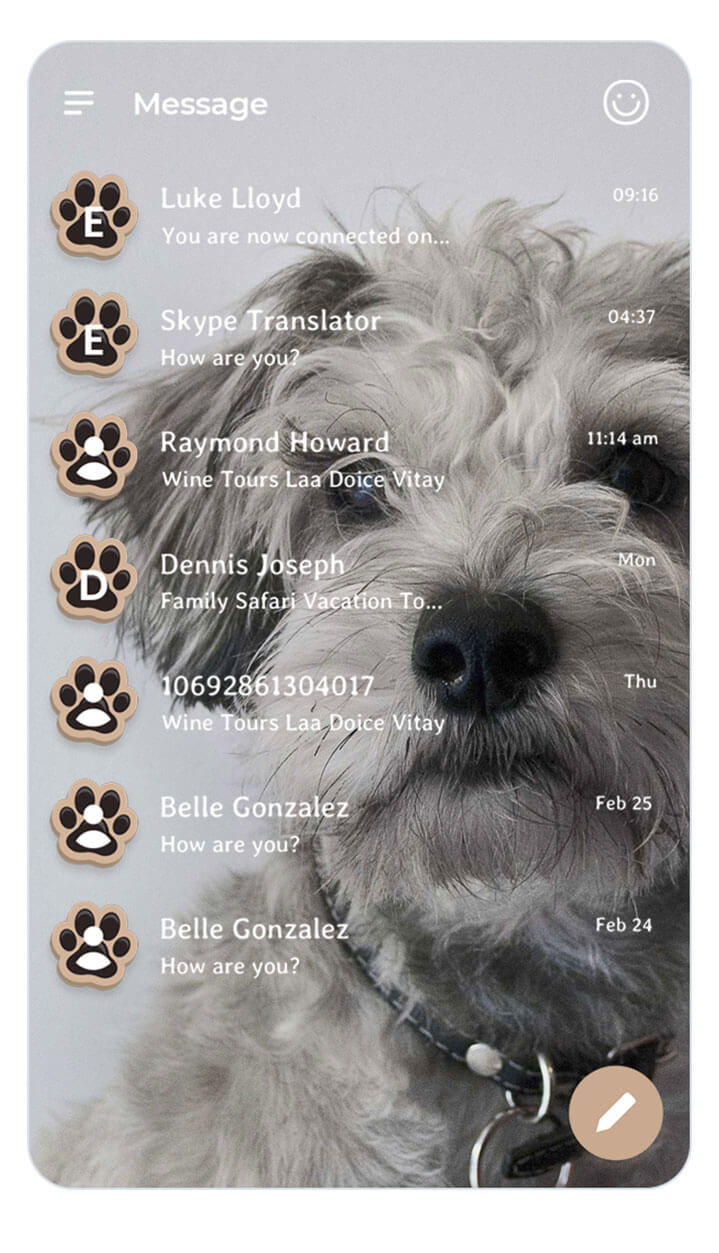 Message
E
Luke Lloyd
09:16
You are now connected on...
E
Skype Translator
04:37
How are you?
Raymond Howard
11:14 am
Wine Tours Laa Doice Vitay
D
Dennis Joseph
Mon
Family Safari Vacation To...
10692861304017
Thu
Wine Tours Laa Doice Vitay
Belle Gonzalez
Feb 25
How are you?
Belle Gonzalez
Feb 24
How are you?